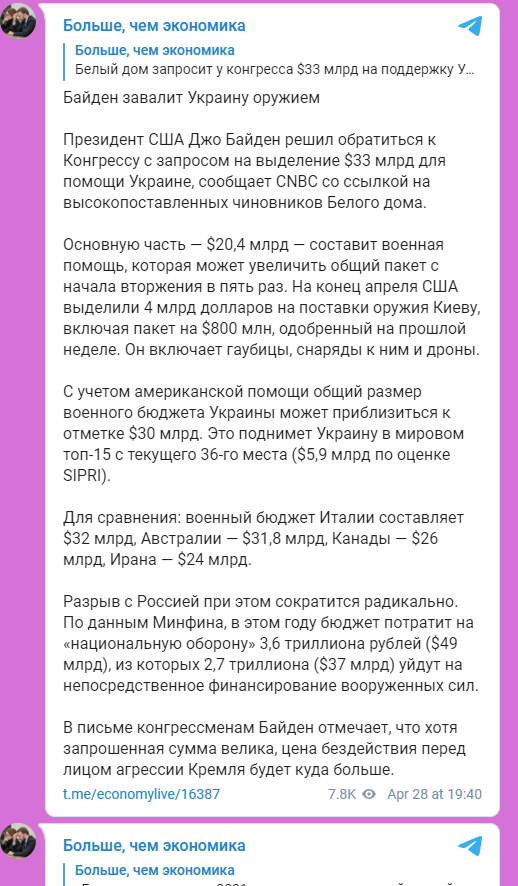 Больше, чем экономика
Больше, чем экономика
Белый дом запросит у конгресса $33 млрд на поддержку У...
Байден завалит Украину оружием
Президент США Джо Байден решил обратиться к
Конгрессу с запросом на выделение $33 млрд для
помощи Украине, сообщает CNBC со ссылкой на
высокопоставленных чиновников Белого дома.
Основную часть — $20,4 млрд — составит военная
помощь, которая может увеличить общий пакет с
начала вторжения в пять раз. На конец апреля США
выделили 4 млрд долларов на поставки оружия Киеву,
включая пакет на $800 млн, одобренный на прошлой
неделе. Он включает гаубицы, снаряды к ним и дроны.
С учетом американской помощи общий размер
военного бюджета Украины может приблизиться к
отметке $30 млрд. Это поднимет Украину в мировом
топ-15 с текущего 36-го места ($5,9 млрд по оценке
SIPRI).
Для сравнения: военный бюджет Италии составляет
$32 млрд, Австралии — $31,8 млрд, Канады — $26
млрд, Ирана — $24 млрд.
Разрыв с Россией при этом сократится радикально.
По данным Минфина, в этом году бюджет потратит на
«национальную оборону» 3,6 триллиона рублей ($49
млрд), из которых 2,7 триллиона ($37 млрд) уйдут на
непосредственное финансирование вооруженных сил.
В письме конгрессменам Байден отмечает, что хотя
запрошенная сумма велика, цена бездействия перед
лицом агрессии Кремля будет куда больше.
t.me/economylive/16387 7.8K Apr 28 at 19:40
Больше, чем экономика
Больше, чем экономика